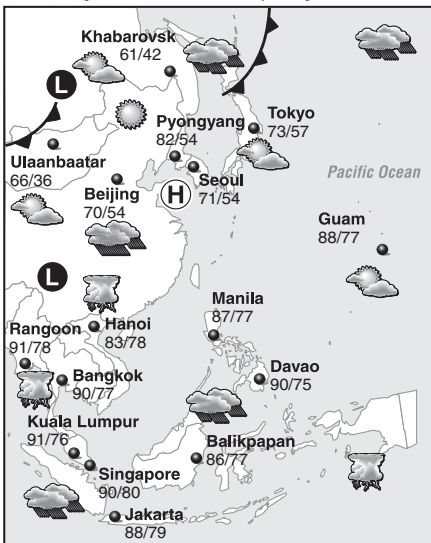 Khabarovsk
61/42
L
Pyongyang
82/54
Tokyo
73/57
Ulaanbaatar
66/36
Beijing
70/54
H
Seoul
71/54
Pacific Ocean
Guam
88/77
L
Manila
87/77
Rangoon
91/78
Hanoi
83/78
Bangkok
90/77
Davao
90/75
Kuala Lumpur
91/76
Balikpapan
86/77
Singapore
90/80
Jakarta
88/79